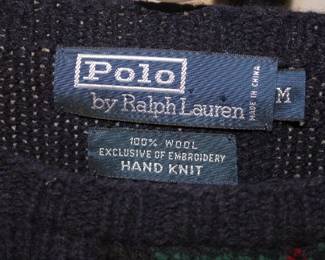 Polo
by Ralph Lauren
MADE IN CHINA
M
100% WOOL
EXCLUSIVE OF EMBROIDERY
HAND KNIT